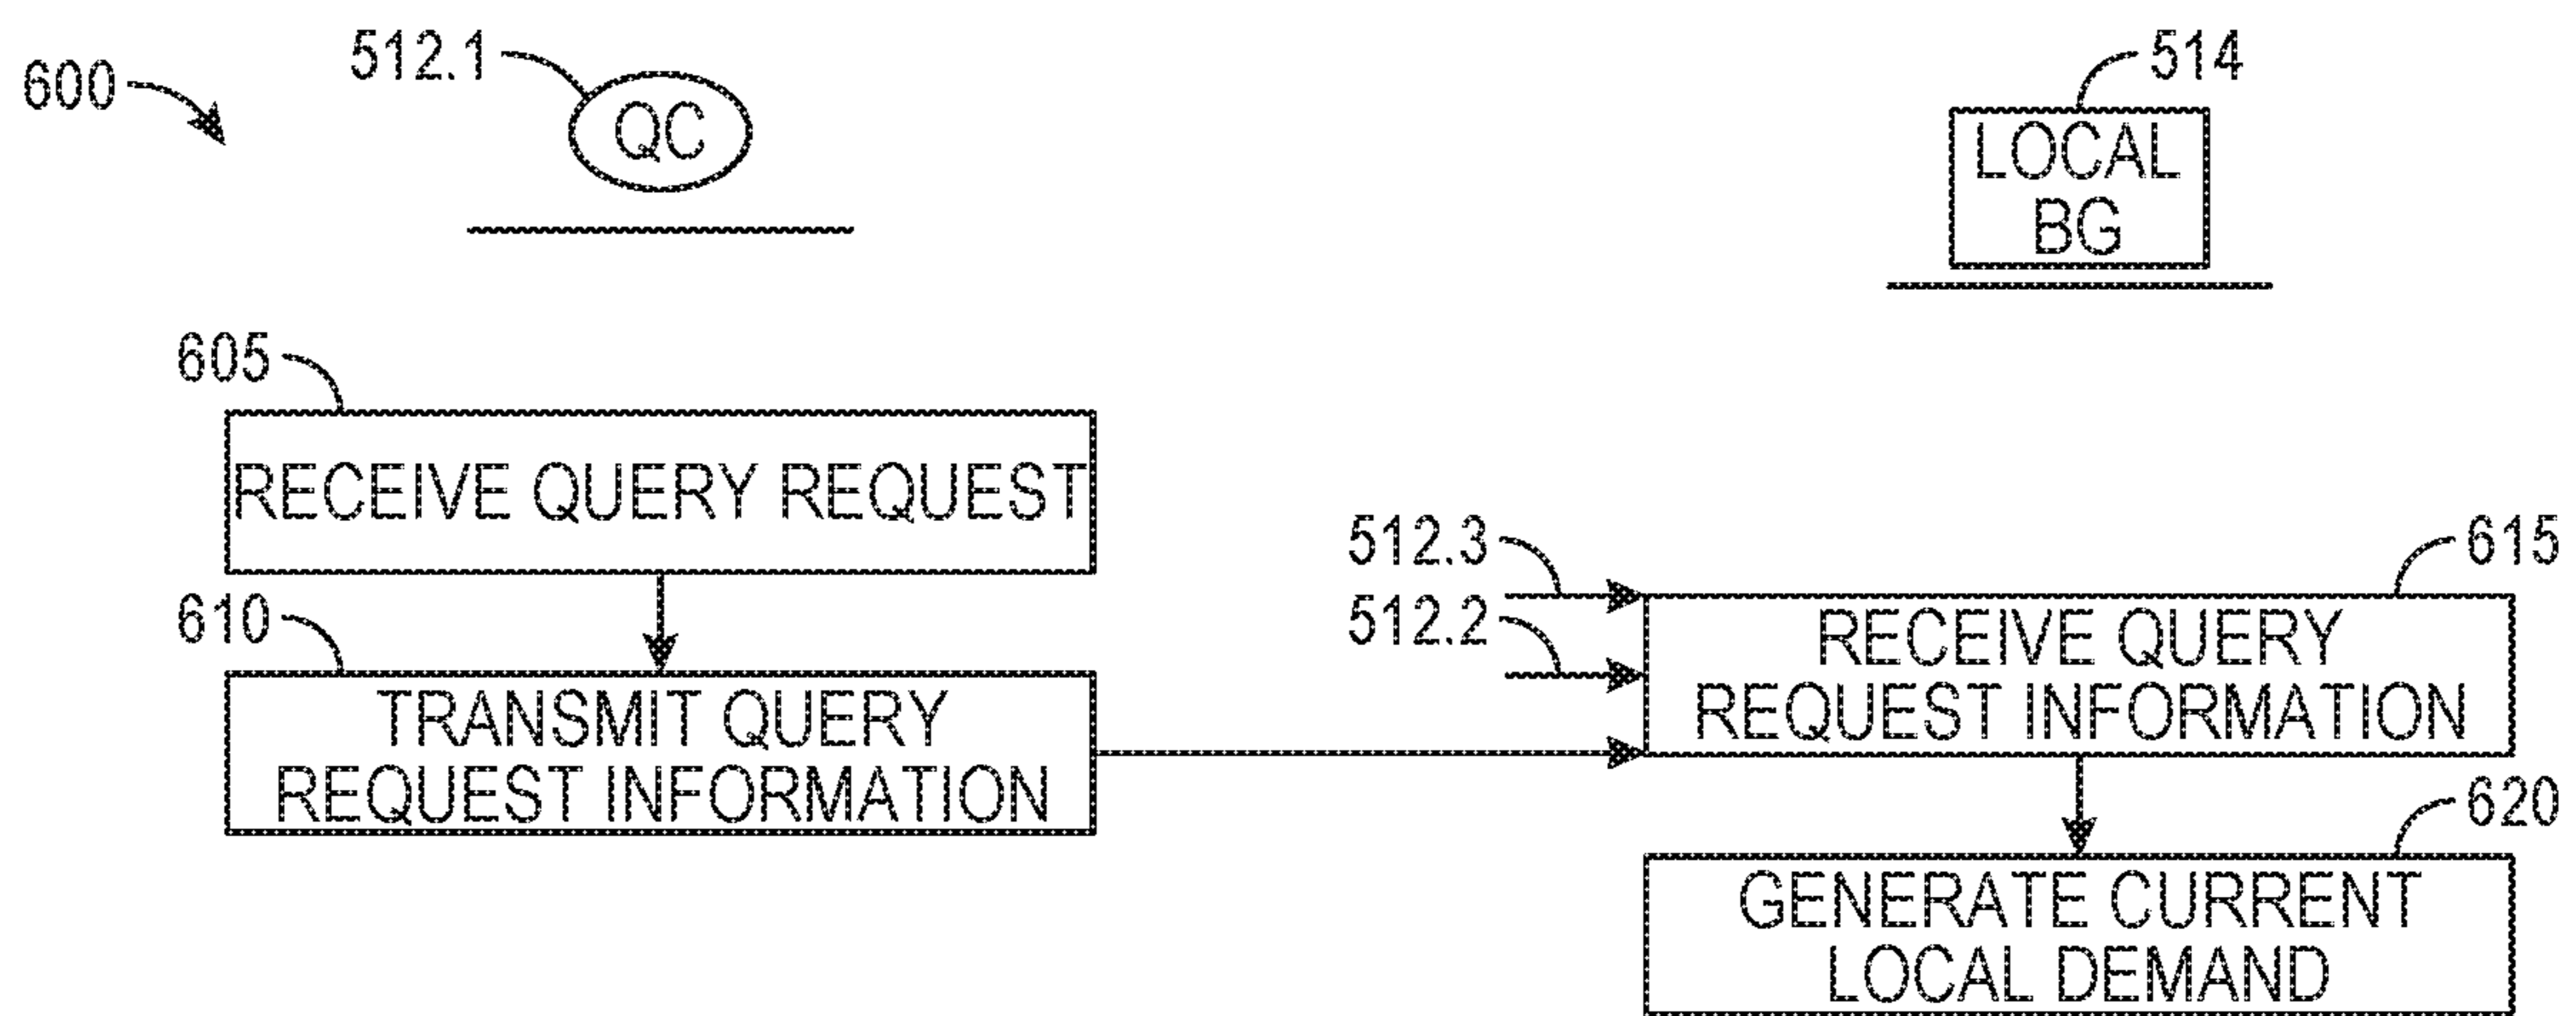 600
512.1
QC
514
LOCAL
BG
605
RECEIVE QUERY REQUEST
610
TRANSMIT QUERY
REQUEST INFORMATION
512.3
512.2
615
RECEIVE QUERY
REQUEST INFORMATION
620
GENERATE CURRENT
LOCAL DEMAND